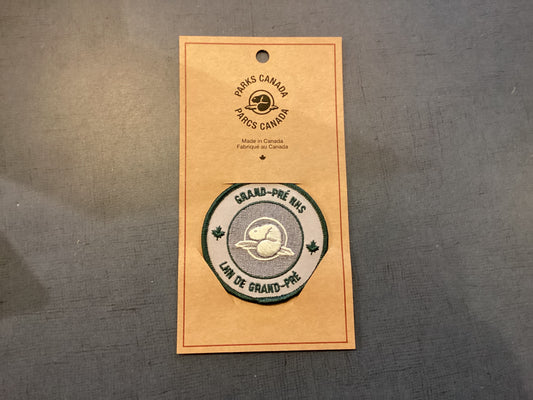 PARKS CANADA
PARCS CANADA
Made in Canada
Fabriqué au Canada
GRAND-PRÉ NHS
LHN DE GRAND-PRÉ